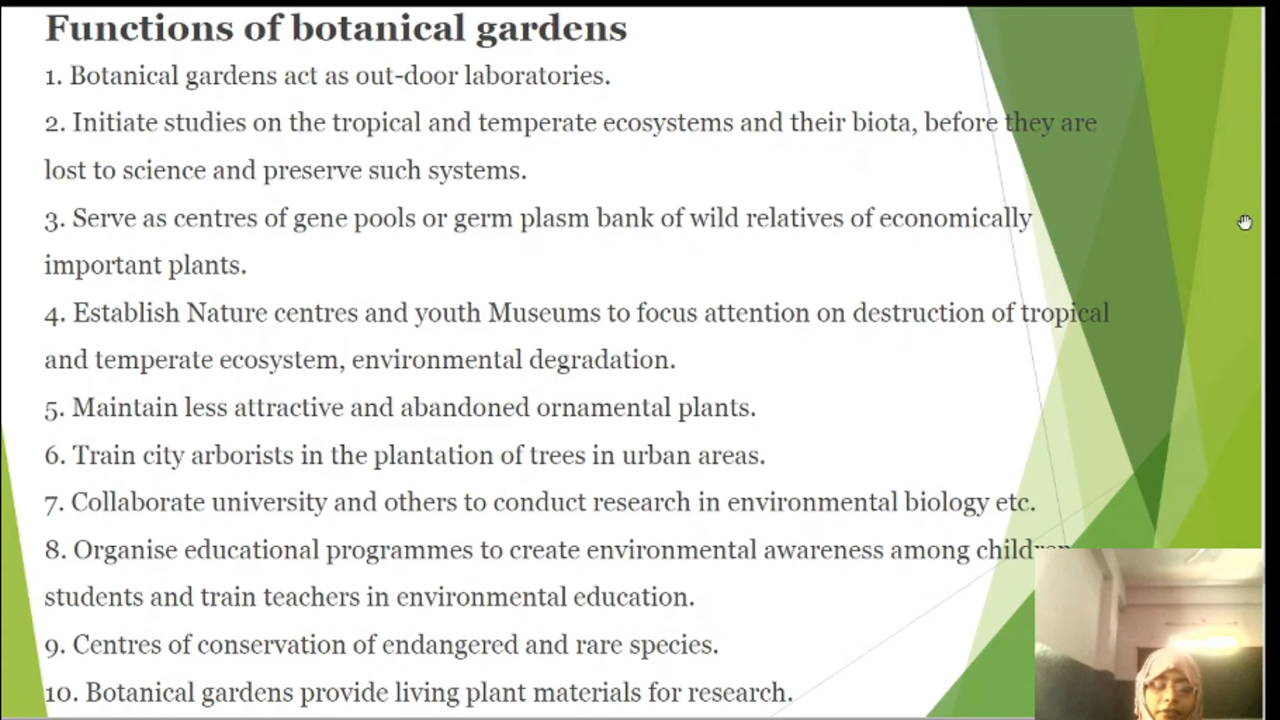 Functions of botanical gardens
1. Botanical gardens act as out-door laboratories.
2. Initiate studies on the tropical and temperate ecosystems and their biota, before they are
lost to science and preserve such systems.
3. Serve as centres of gene pools or germ plasm bank of wild relatives of economically
important plants.
4. Establish Nature centres and youth Museums to focus attention on destruction of tropical
and temperate ecosystem, environmental degradation.
5. Maintain less attractive and abandoned ornamental plants.
6. Train city arborists in the plantation of trees in urban areas.
7. Collaborate university and others to conduct research in environmental biology etc.
8. Organise educational programmes to create environmental awareness among children
students and train teachers in environmental education.
9. Centres of conservation of endangered and rare species.
10. Botanical gardens provide living plant materials for research.